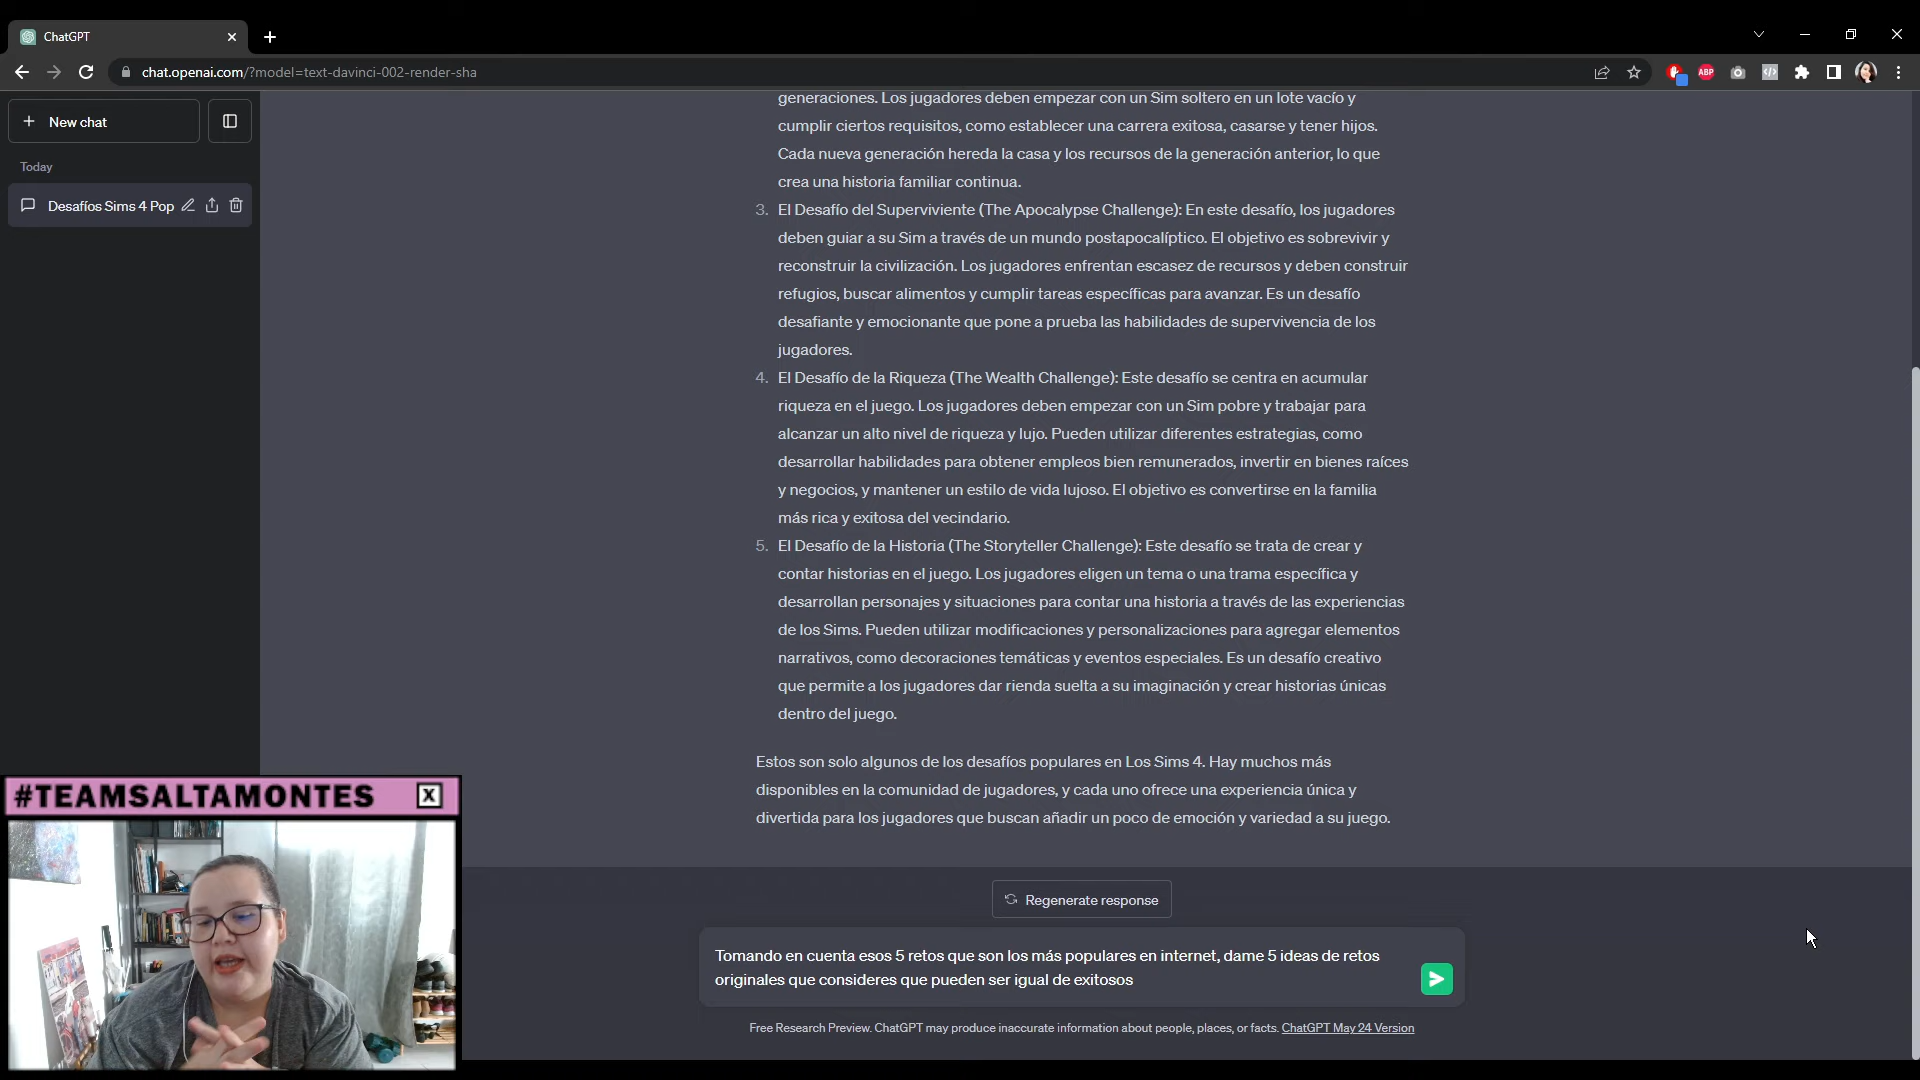 ChatGPT
chat.openai.com/?model=text-davinci-002-render-sha
ABP
New chat
Today
Desafíos Sims 4 Pop
generaciones. Los jugadores deben empezar con un Sim soltero en un lote vacío y
cumplir ciertos requisitos, como establecer una carrera exitosa, casarse y tener hijos.
Cada nueva generación hereda la casa y los recursos de la generación anterior, lo que
crea una historia familiar continua.
3. El Desafío del Superviviente (The Apocalypse Challenge): En este desafío, los jugadores
deben guiar a su Sim a través de un mundo postapocalíptico. El objetivo es sobrevivir y
reconstruir la civilización. Los jugadores enfrentan escasez de recursos y deben construir
refugios, buscar alimentos y cumplir tareas específicas para avanzar. Es un desafío
desafiante y emocionante que pone a prueba las habilidades de supervivencia de los
jugadores.
4. El Desafío de la Riqueza (The Wealth Challenge): Este desafío se centra en acumular
riqueza en el juego. Los jugadores deben empezar con un Sim pobre y trabajar para
alcanzar un alto nivel de riqueza y lujo. Pueden utilizar diferentes estrategias, como
desarrollar habilidades para obtener empleos bien remunerados, invertir en bienes raíces
y negocios, y mantener un estilo de vida lujoso. El objetivo es convertirse en la familia
más rica y exitosa del vecindario.
5. El Desafío de la Historia (The Storyteller Challenge): Este desafío se trata de crear y
contar historias en el juego. Los jugadores eligen un tema o una trama específica y
desarrollan personajes y situaciones para contar una historia a través de las experiencias
de los Sims. Pueden utilizar modificaciones y personalizaciones para agregar elementos
narrativos, como decoraciones temáticas y eventos especiales. Es un desafío creativo
que permite a los jugadores dar rienda suelta a su imaginación y crear historias únicas
dentro del juego.
Estos son solo algunos de los desafíos populares en Los Sims 4. Hay muchos más
disponibles en la comunidad de jugadores, y cada uno ofrece una experiencia única y
divertida para los jugadores que buscan añadir un poco de emoción y variedad a su juego.
#TEAMSALTAMONTES
X
Regenerate response
Tomando en cuenta esos 5 retos que son los más populares en internet, dame 5 ideas de retos
originales que consideres que pueden ser igual de exitosos
Free Research Preview. ChatGPT may produce inaccurate information about people, places, or facts. ChatGPT May 24 Version